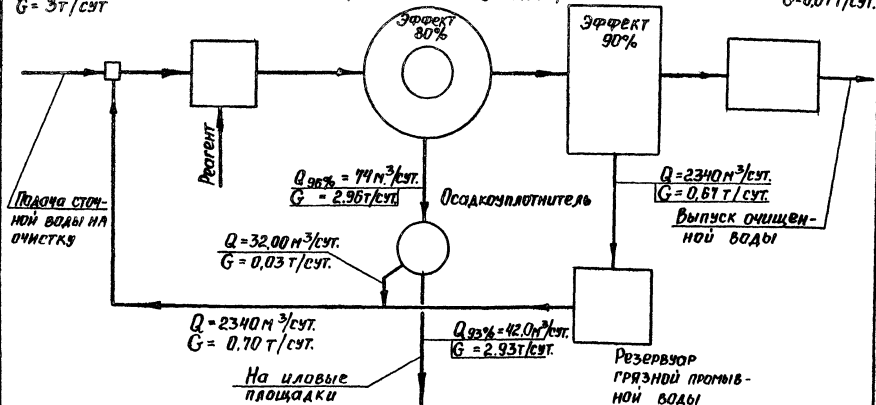 G = 3т/сут
G=0,07 т/сут.
Эффект
80%
Эффект
90%
Реагент
Подача сточ-
ной воды на
очистку
Q96% = 74 м³/сут.
G = 2.96т/сут.
Осадкоуплотнитель
Q = 2340 м³/сут.
G = 0,67 т/сут.
Выпуск очищен-
ной воды
Q = 32,00 м³/сут.
G = 0,03 т/сут.
Q = 2340 м³/сут.
G = 0,70 т/сут.
Q93% = 42,0м³/сут.
G = 2.93т/сут.
Резервуар
грязной промыв-
ной воды
На иловые
площадки